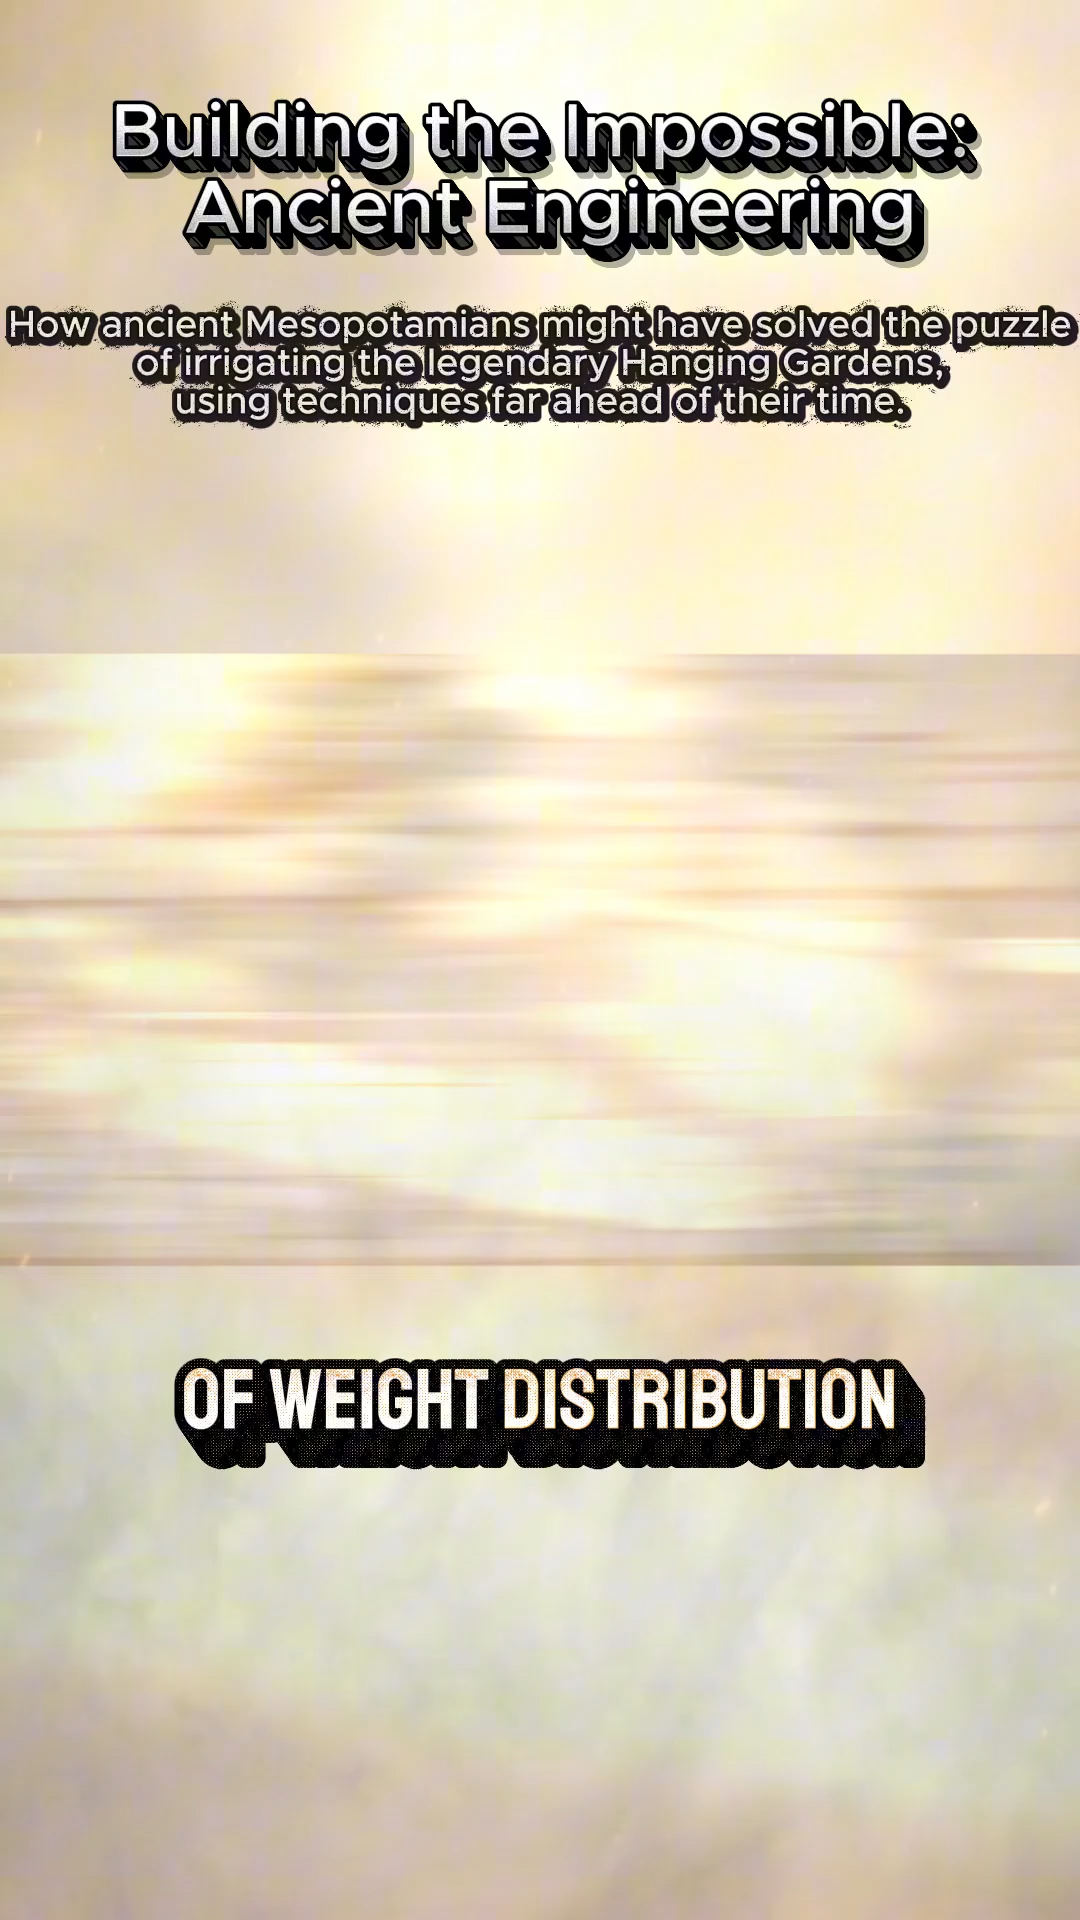 Building the Impossible:
Ancient Engineering
How ancient Mesopotamians might have solved the puzzle
of irrigating the legendary Hanging Gardens,
using techniques far ahead of their time.
OF WEIGHT DISTRIBUTION